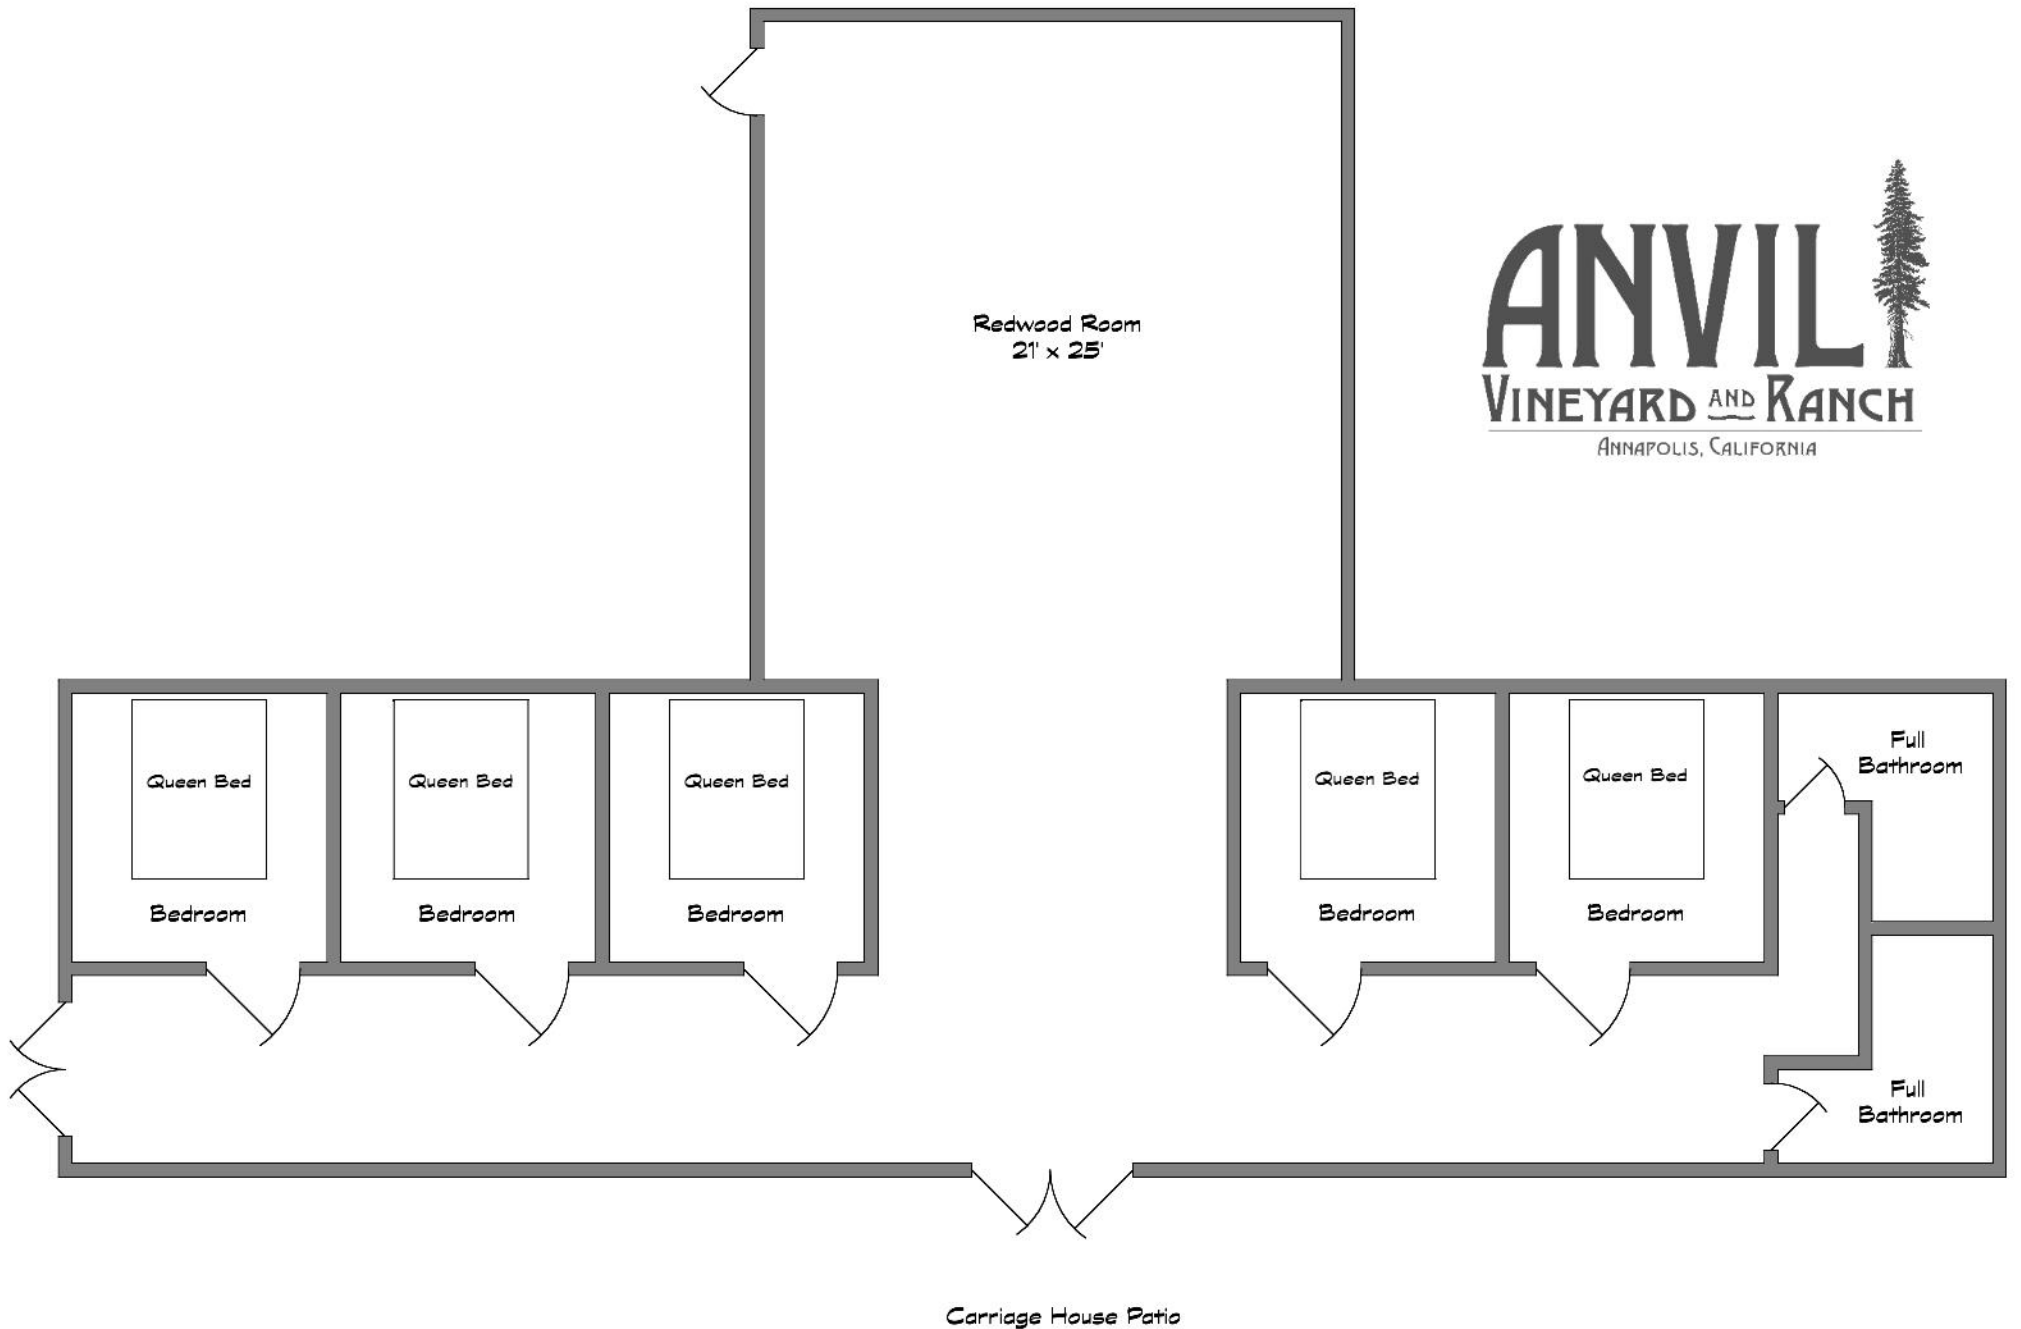 Redwood Room
21' x 25'
ANVIL
VINEYARD AND RANCH
ANNAPOLIS, CALIFORNIA
Queen Bed
Bedroom
Queen Bed
Bedroom
Queen Bed
Bedroom
Queen Bed
Bedroom
Queen Bed
Bedroom
Full
Bathroom
Full
Bathroom
Carriage House Patio